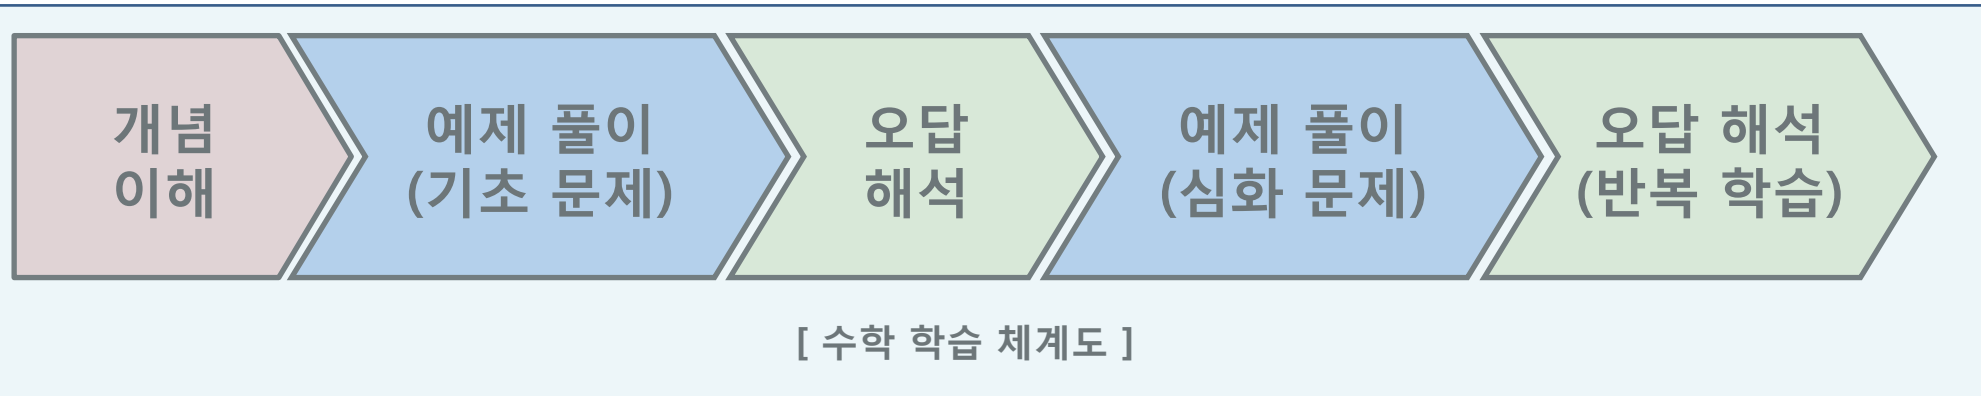 개념
이해
예제 풀이
(기초 문제)
오답
해석
예제 풀이
(심화 문제)
오답 해석
(반복 학습)
[ 수학 학습 체계도 ]